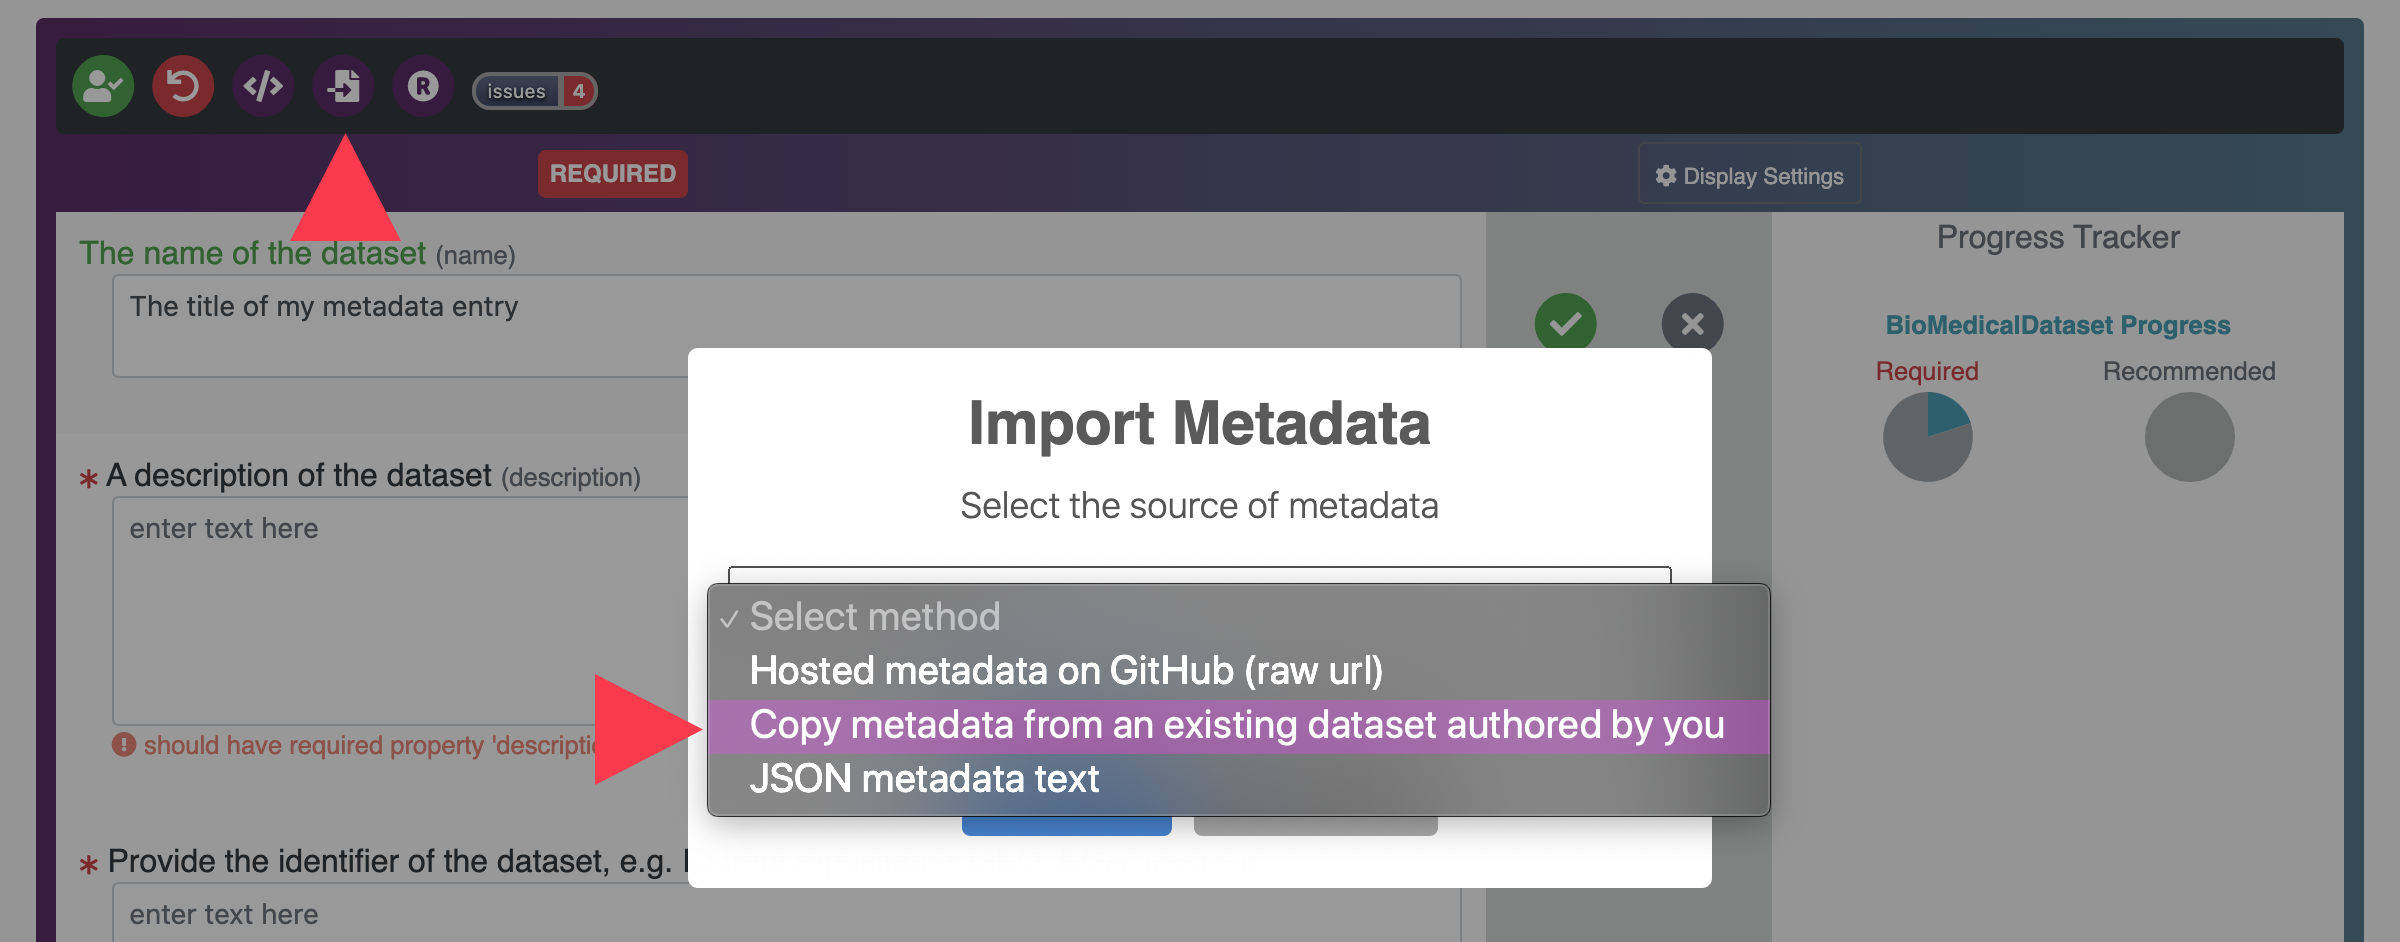 R
issues 4
REQUIRED
Display Settings
The name of the dataset (name)
The title of my metadata entry
Progress Tracker
BioMedicalDataset Progress
Required
Recommended
* A description of the dataset (description)
enter text here
should have required property
* Provide the identifier of the dataset, e.g.
enter text here
Import Metadata
Select the source of metadata
✓ Select method
Hosted metadata on GitHub (raw url)
Copy metadata from an existing dataset authored by you
JSON metadata text